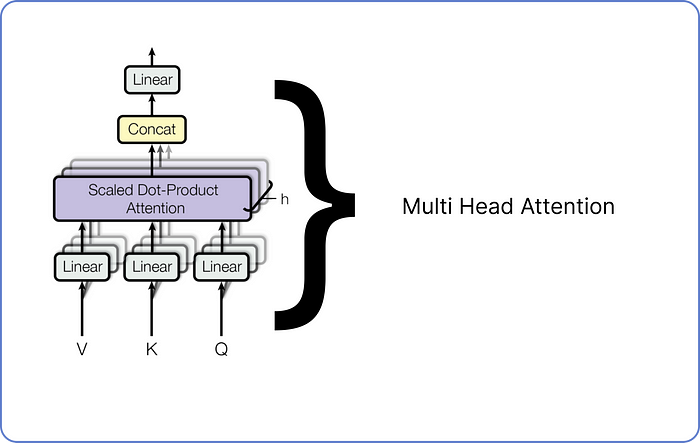 Linear
Concat
Scaled Dot-Product
Attention
h
Linear Linear Linear
V K Q
Multi Head Attention